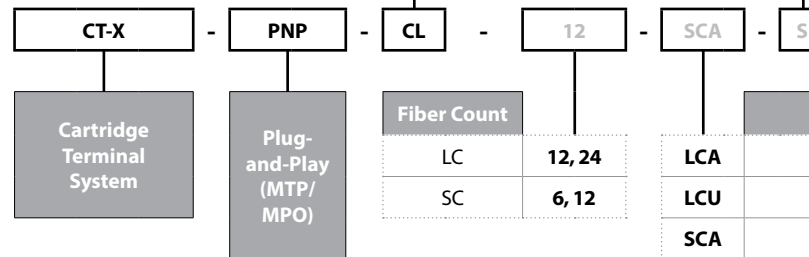 CT-X - PNP - CL - 12 - SCA - S
Cartridge
Terminal
System
Plug-
and-Play
(MTP/
MPO)
Fiber Count
LC 12, 24
SC 6, 12
LCA
LCU
SCA